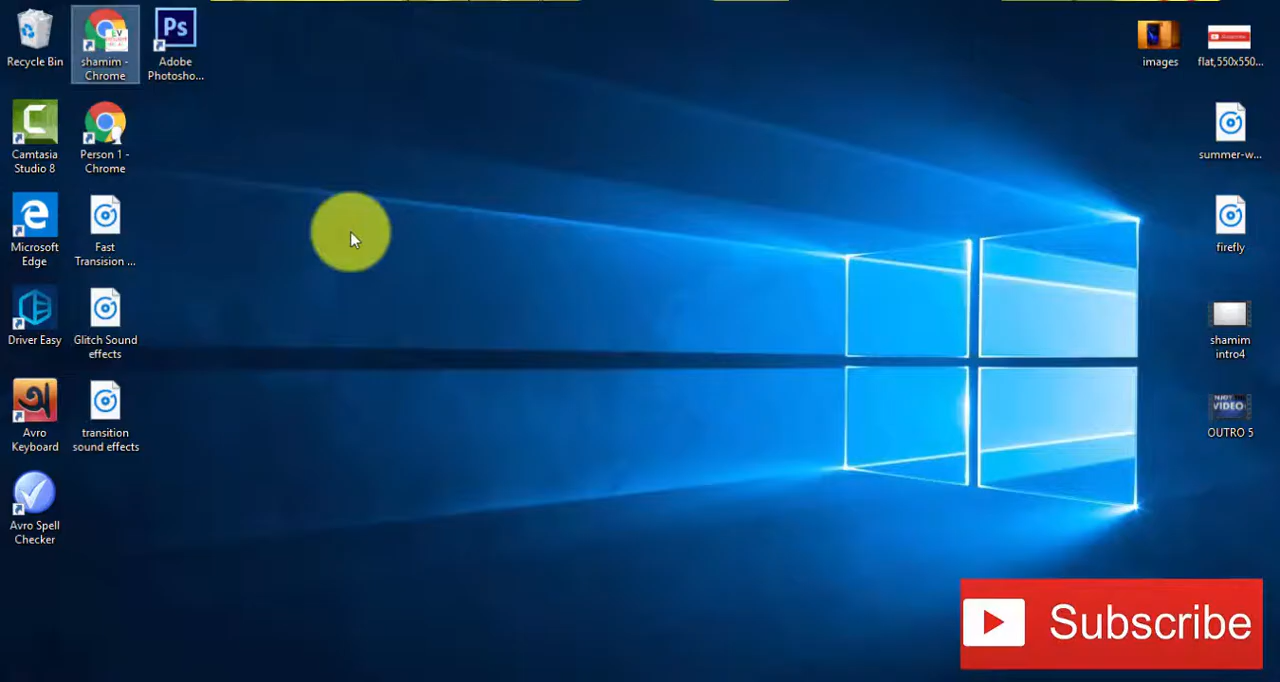 Recycle Bin
shamim -
Chrome
Ps
Adobe
Photosho...
images
flat,550x550...
Camtasia
Studio 8
Person 1 -
Chrome
summer-w...
Microsoft
Edge
Fast
Transision ...
firefly
Driver Easy
Glitch Sound
effects
shamim
intro4
অ
Avro
Keyboard
transition
sound effects
VIDEO
OUTRO 5
Avro Spell
Checker
Subscribe